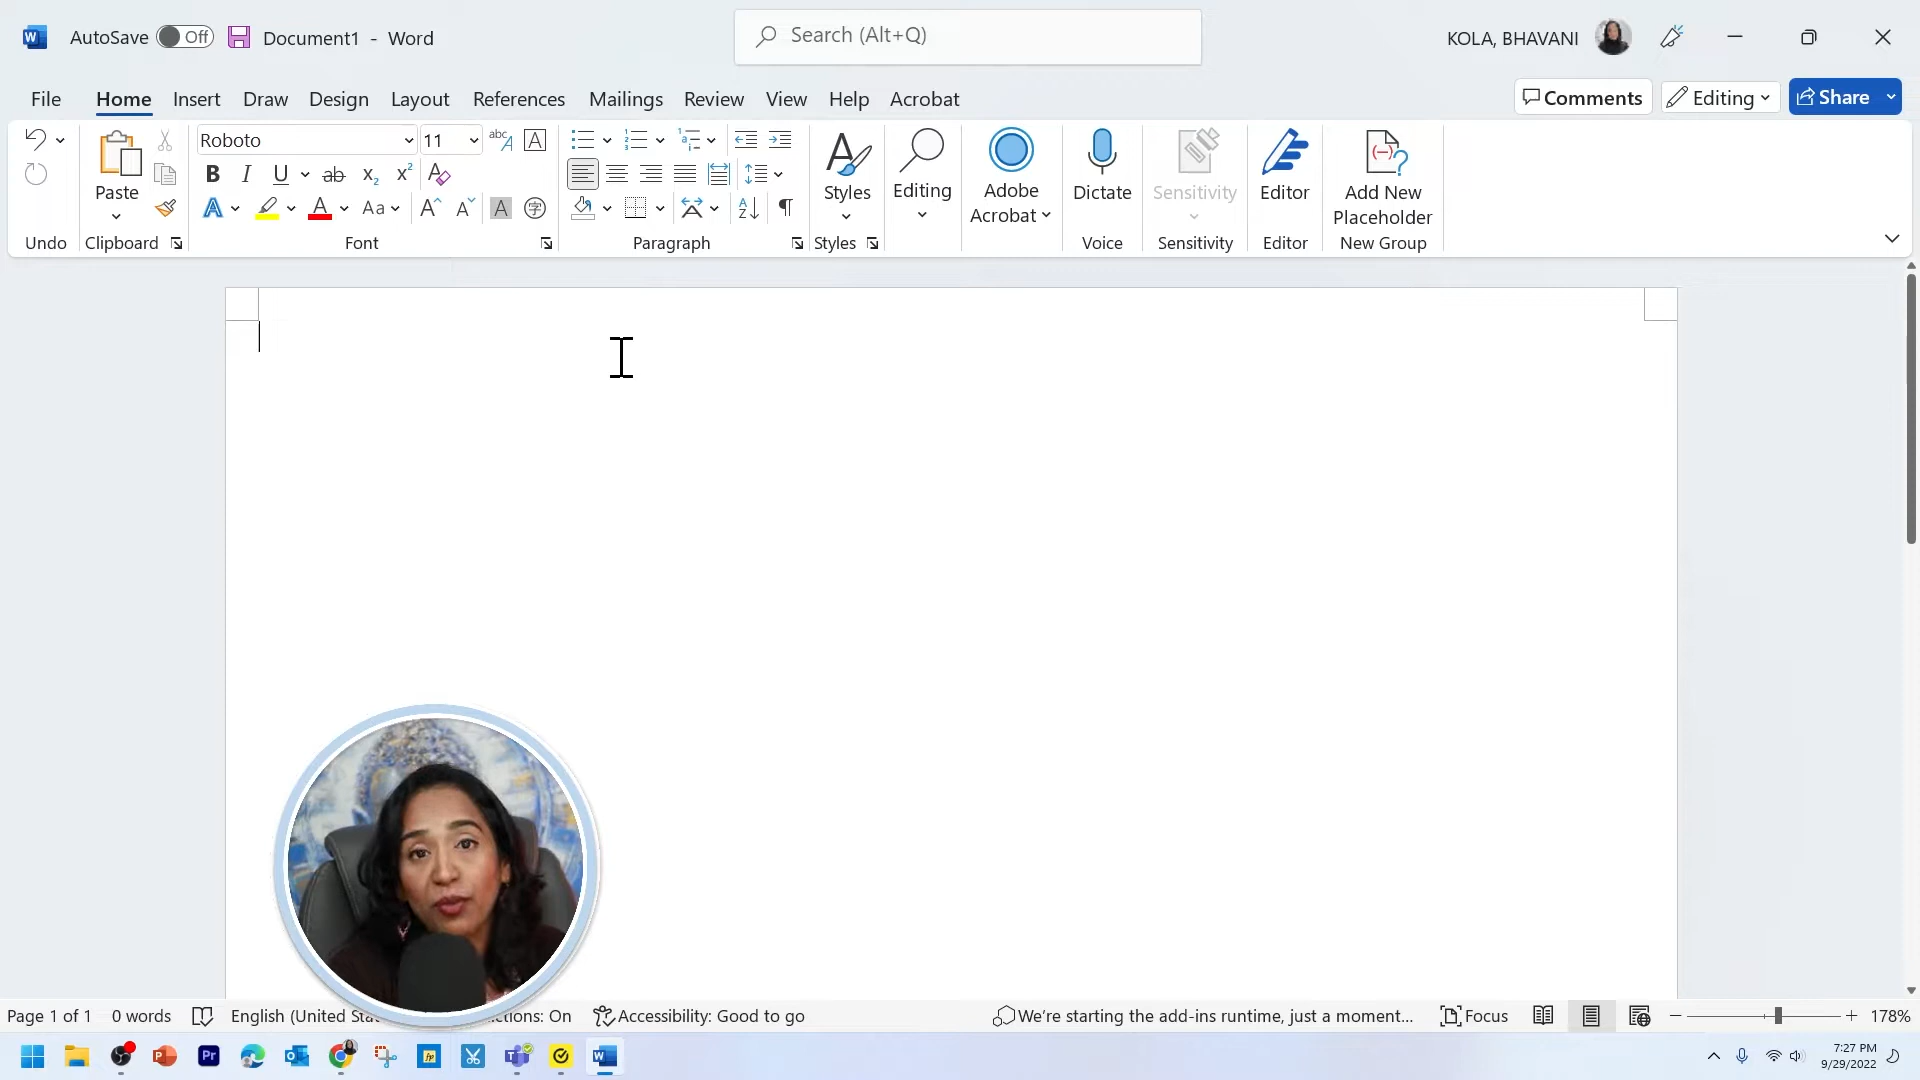 AutoSave Off Document1 - Word Search (Alt+Q) KOLA, BHAVANI
File Home Insert Draw Design Layout References Mailings Review View Help Acrobat Comments Editing Share
Roboto 11
Paste
Styles
Editing
Adobe
Acrobat
Dictate
Sensitivity
Editor
Add New
Placeholder
Undo Clipboard Font Paragraph Styles Voice Sensitivity Editor New Group
Page 1 of 1 0 words English (United Sta ctions: On Accessibility: Good to go We're starting the add-ins runtime, just a moment... Focus 178%
7:27 PM
9/29/2022